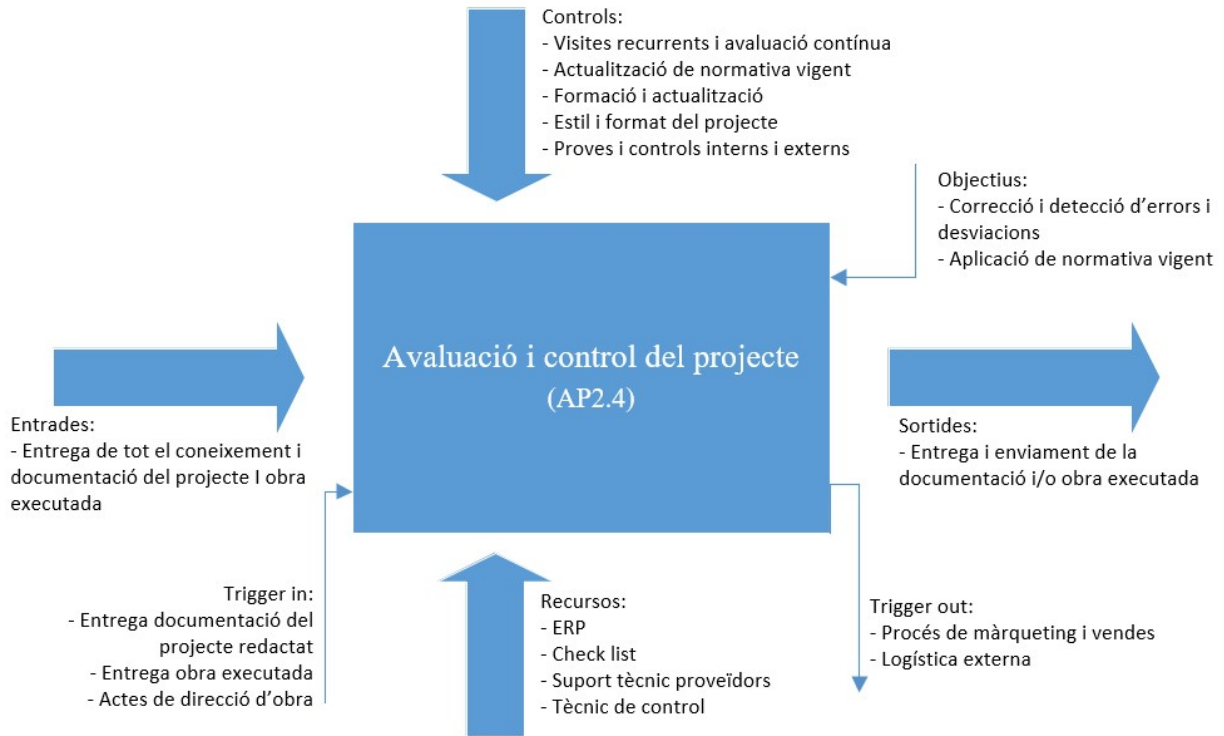 Controls:
- Visites recurrents i avaluació contínua
- Actualització de normativa vigent
- Formació i actualització
- Estil i format del projecte
- Proves i controls interns i externs
Objectius:
- Correcció i detecció d'errors i
desviacions
- Aplicació de normativa vigent
Avaluació i control del projecte
(AP2.4)
Entrades:
- Entrega de tot el coneixement i
documentació del projecte I obra
executada
Sortides:
- Entrega i enviament de la
documentació i/o obra executada
Trigger in:
- Entrega documentació del
projecte redactat
- Entrega obra executada
- Actes de direcció d'obra
Recursos:
- ERP
- Check list
- Suport tècnic proveïdors
- Tècnic de control
Trigger out:
- Procés de màrqueting i vendes
- Logística externa